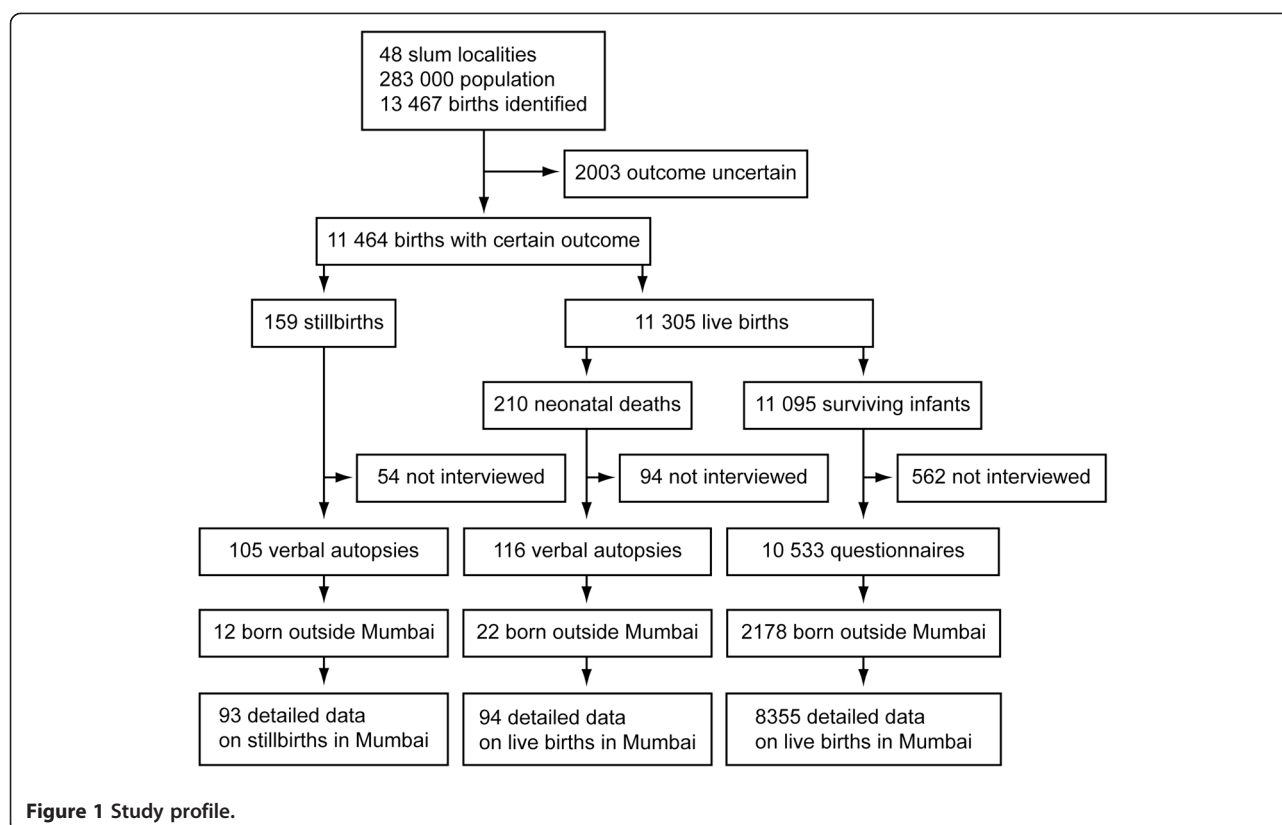 48 slum localities
283 000 population
13 467 births identified
2003 outcome uncertain
11 464 births with certain outcome
159 stillbirths
11 305 live births
210 neonatal deaths
11 095 surviving infants
54 not interviewed
94 not interviewed
562 not interviewed
105 verbal autopsies
116 verbal autopsies
10 533 questionnaires
12 born outside Mumbai
22 born outside Mumbai
2178 born outside Mumbai
93 detailed data
on stillbirths in Mumbai
94 detailed data
on live births in Mumbai
8355 detailed data
on live births in Mumbai
Figure 1 Study profile.